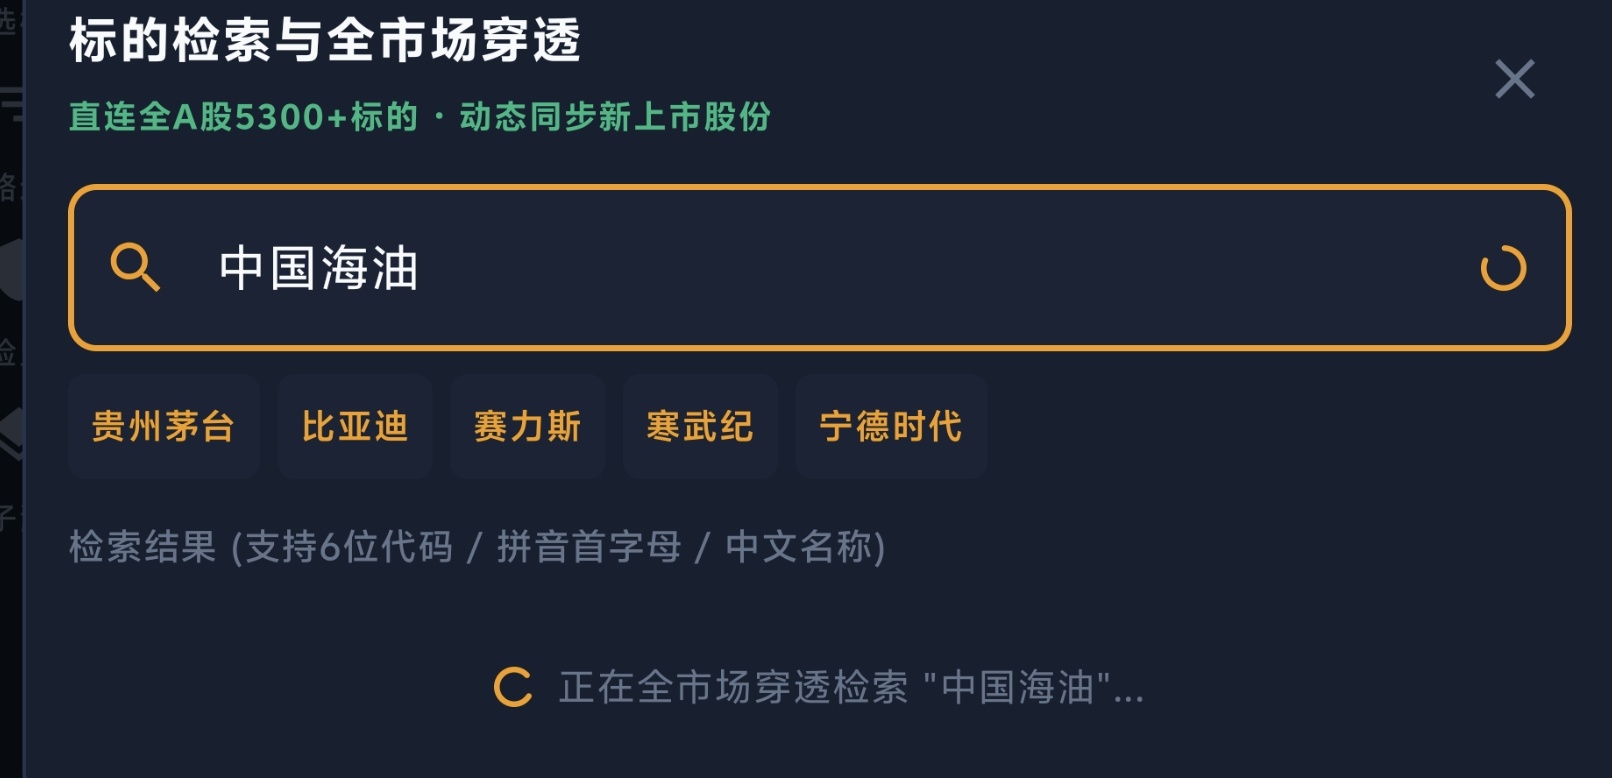 标的检索与全市场穿透
直连全A股5300+标的 · 动态同步新上市股份
中国海油
贵州茅台 比亚迪 赛力斯 寒武纪 宁德时代
检索结果 (支持6位代码 / 拼音首字母 / 中文名称)
正在全市场穿透检索 "中国海油"...